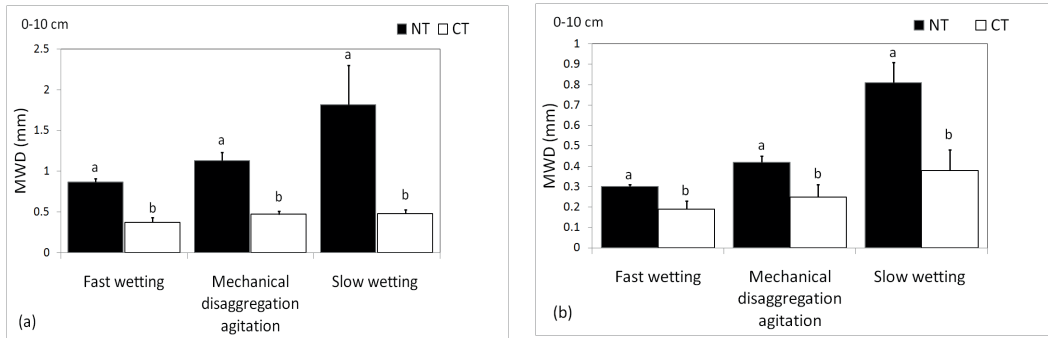 0-10 cm
NT CT
a
a
a
b
b
b
2.5
2
1.5
1
0.5
0
MWD (mm)
Fast wetting
Mechanical
disaggregation
agitation
Slow wetting
(a)
0-10 cm
NT CT
a
a
a
b
b
b
1
0.9
0.8
0.7
0.6
0.5
0.4
0.3
0.2
0.1
0
MWD (mm)
Fast wetting
Mechanical
disaggregation
agitation
Slow wetting
(b)